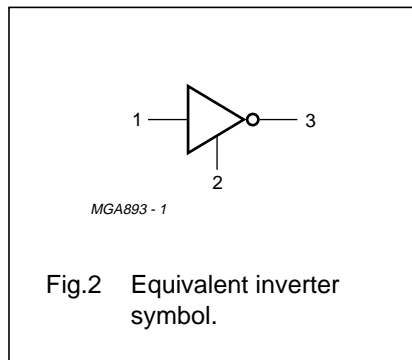 1
3
2
MGA893 - 1
Fig.2 Equivalent inverter
symbol.